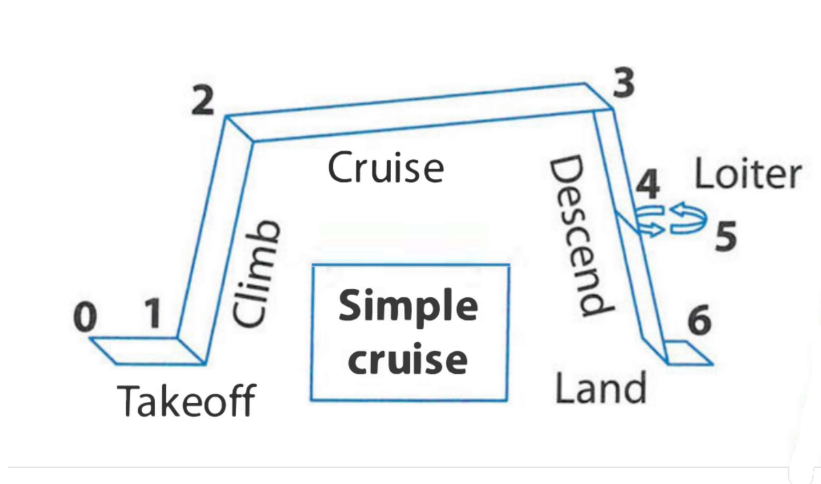 2
3
Cruise
Descend
4
Loiter
5
Climb
0
1
Simple
cruise
6
Takeoff
Land